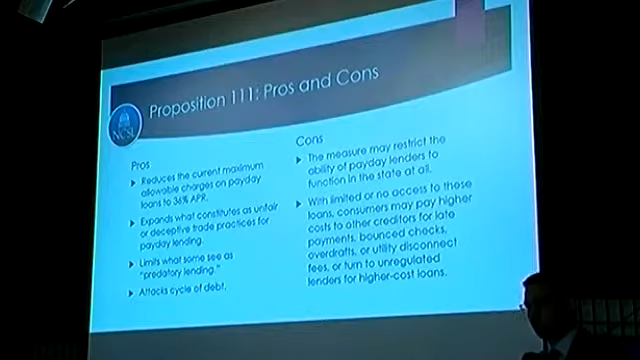 Proposition 111: Pros and Cons
NCSL
Pros
Reduces the current maximum
allowable charges on payday
loans to 36% APR.
Expands what constitutes as unfair
or deceptive trade practices for
payday lending.
Limits what some see as
"predatory lending."
Attacks cycle of debt.
Cons
The measure may restrict the
ability of payday lenders to
function in the state at all.
With limited or no access to these
loans, consumers may pay higher
costs to other creditors for late
payments, bounced checks,
overdrafts, or utility disconnect
fees, or turn to unregulated
lenders for higher-cost loans.